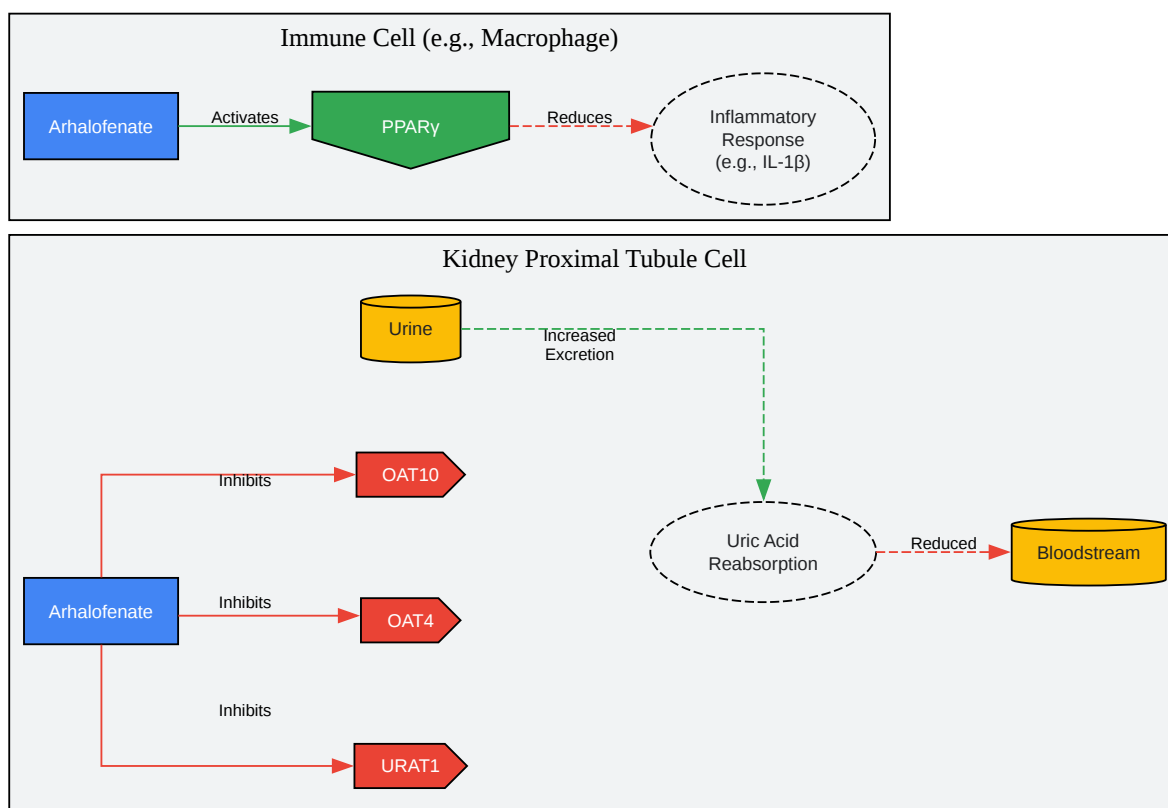 Immune Cell (e.g., Macrophage)
Arhalofenate
Activates
PPARγ
Reduces
Inflammatory
Response
(e.g., IL-1β)
Kidney Proximal Tubule Cell
Urine
Increased
Excretion
Inhibits
OAT10
Uric Acid
Reabsorption
Reduced
Bloodstream
Arhalofenate
Inhibits
OAT4
Inhibits
URAT1